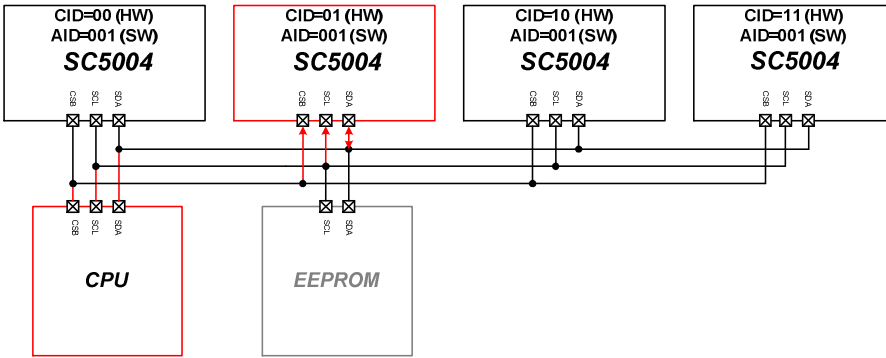 CID=00 (HW)
AID=001 (SW)
SC5004
CSB
SCL
SDA
CID=01 (HW)
AID=001 (SW)
SC5004
CSB
SCL
SDA
CID=10 (HW)
AID=001 (SW)
SC5004
CSB
SCL
SDA
CID=11 (HW)
AID=001 (SW)
SC5004
CSB
SCL
SDA
CSB
SCL
SDA
CPU
SCL
SDA
EEPROM